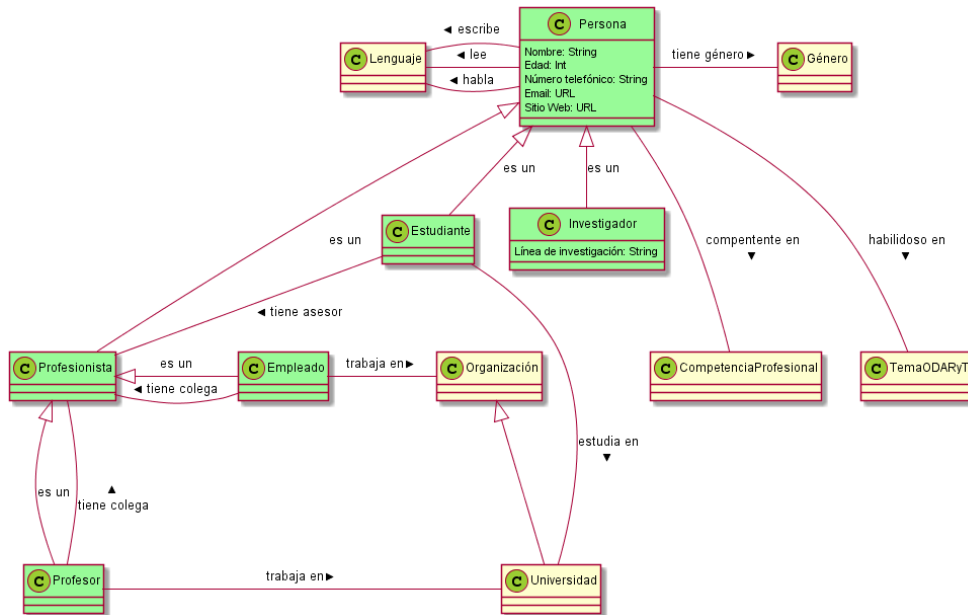 C Persona
Nombre: String
Edad: Int
Número telefónico: String
Email: URL
Sitio Web: URL
◄ escribe
◄ lee
◄ habla
C Lenguaje
tiene género►
C Género
es un
es un
es un
C Estudiante
C Investigador
Línea de investigación: String
compentente en
▼
habilidoso en
▼
◄ tiene asesor
C Profesionista
es un
◄ tiene colega
C Empleado
trabaja en►
C Organización
C CompetenciaProfesional
C TemaODARyT
estudia en
▼
es un
▲
tiene colega
C Profesor
trabaja en►
C Universidad